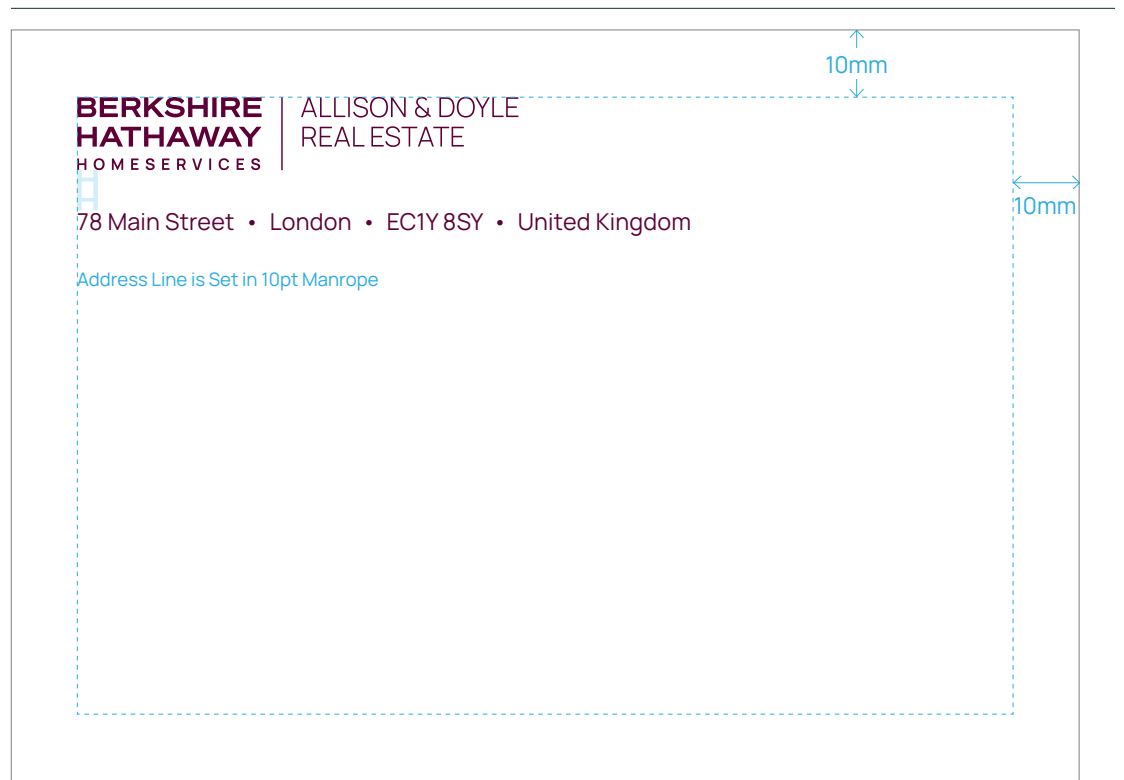 10mm
BERKSHIRE
HATHAWAY
HOMESERVICES
ALLISON & DOYLE
REAL ESTATE
10mm
78 Main Street • London • EC1Y 8SY • United Kingdom
Address Line is Set in 10pt Manrope